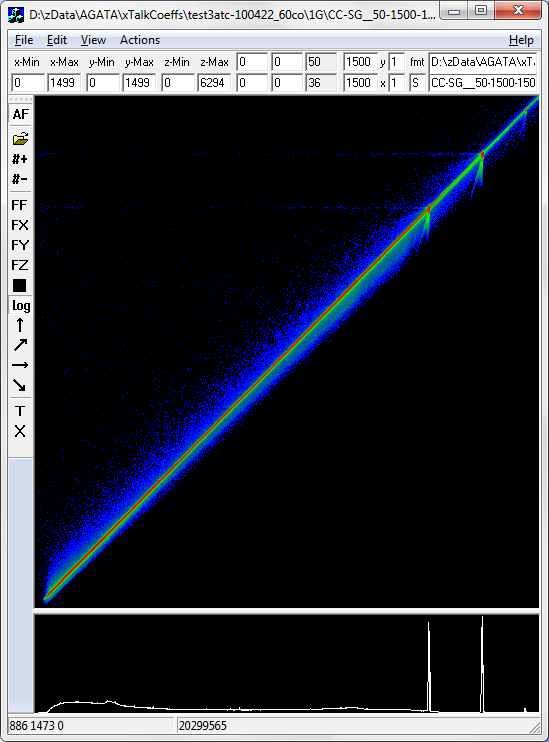 D:\zData\AGATA\xTalkCoeffs\test3atc-100422_60co\1G\CC-SG__50-1500-1...
File Edit View Actions Help
x-Min x-Max y-Min y-Max z-Min z-Max 0 0 50 1500 y 1 fmt D:\zData\AGATA\xT
0 1499 0 1499 0 6294 0 0 36 1500 x 1 S CC-SG__50-1500-150
AF
#+
#-
FF
FX
FY
FZ
log
T
X
886 1473 0 20299565